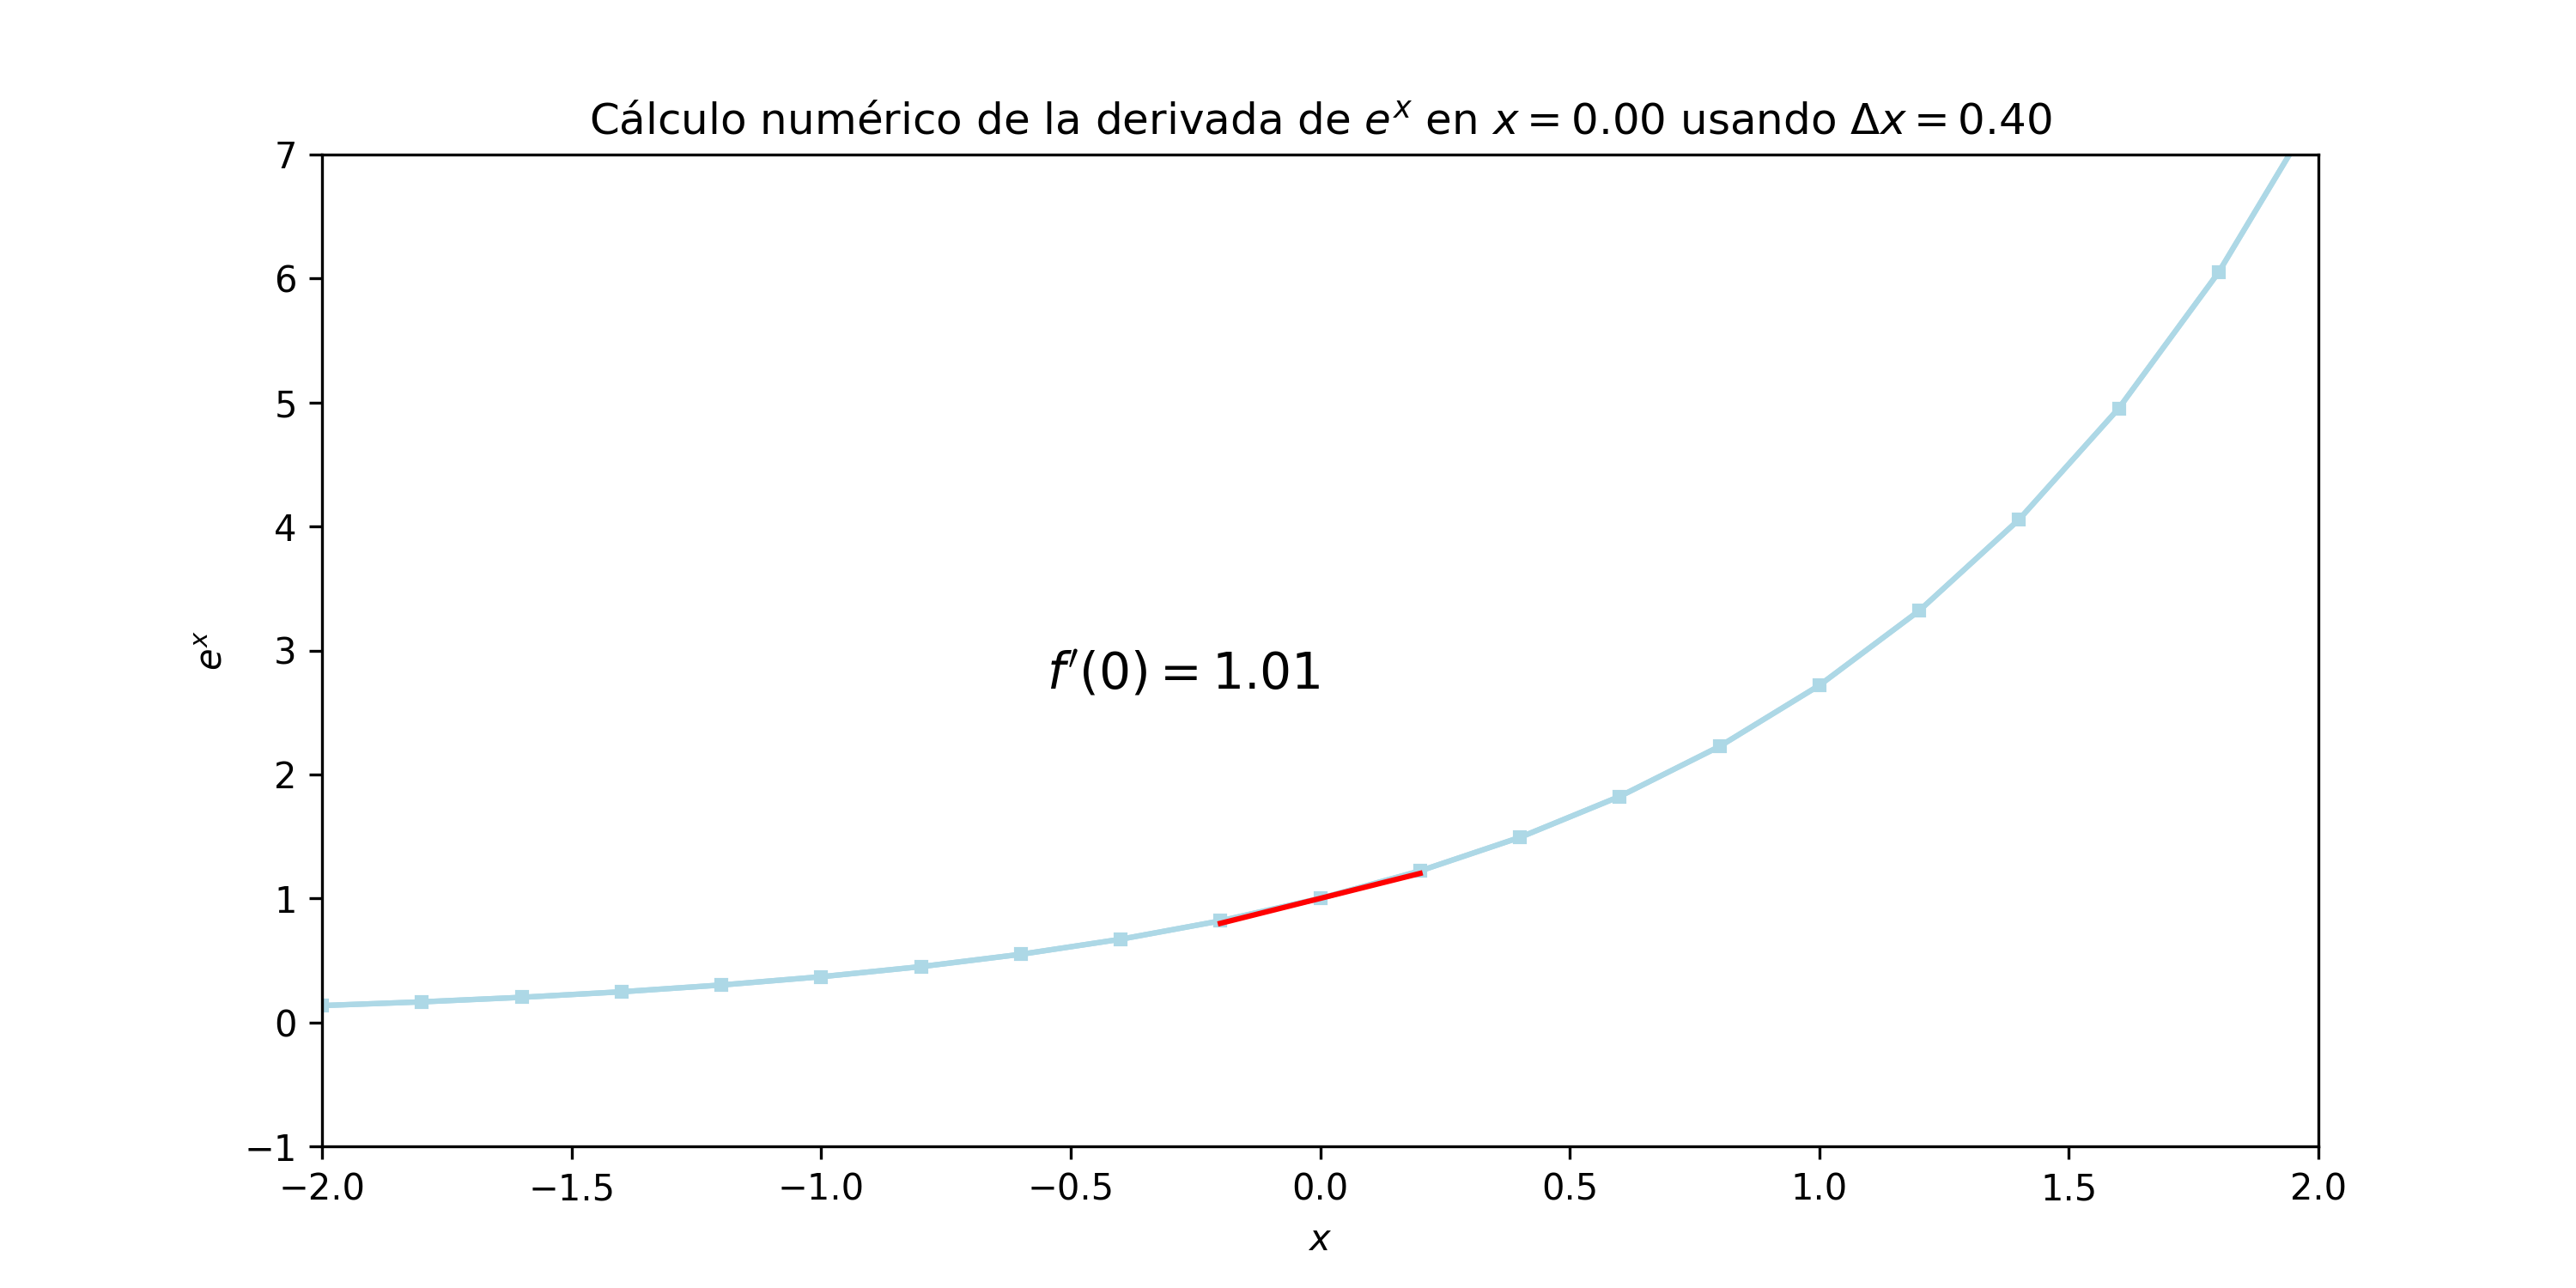 Cálculo numérico de la derivada de e^x en x = 0.00 usando Δx = 0.40
7
6
5
4
3
2
1
0
−1
e^x
f′(0) = 1.01
−2.0 −1.5 −1.0 −0.5 0.0 0.5 1.0 1.5 2.0
x